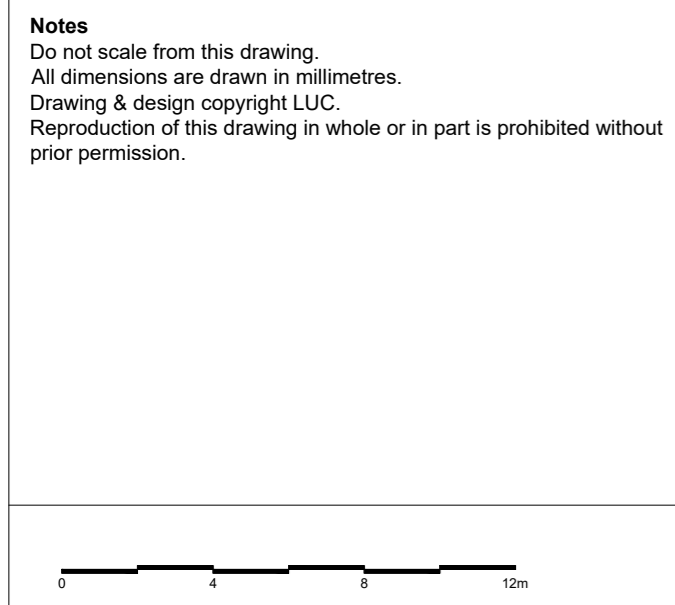 Notes
Do not scale from this drawing.
All dimensions are drawn in millimetres.
Drawing & design copyright LUC.
Reproduction of this drawing in whole or in part is prohibited without
prior permission.
0 4 8 12m